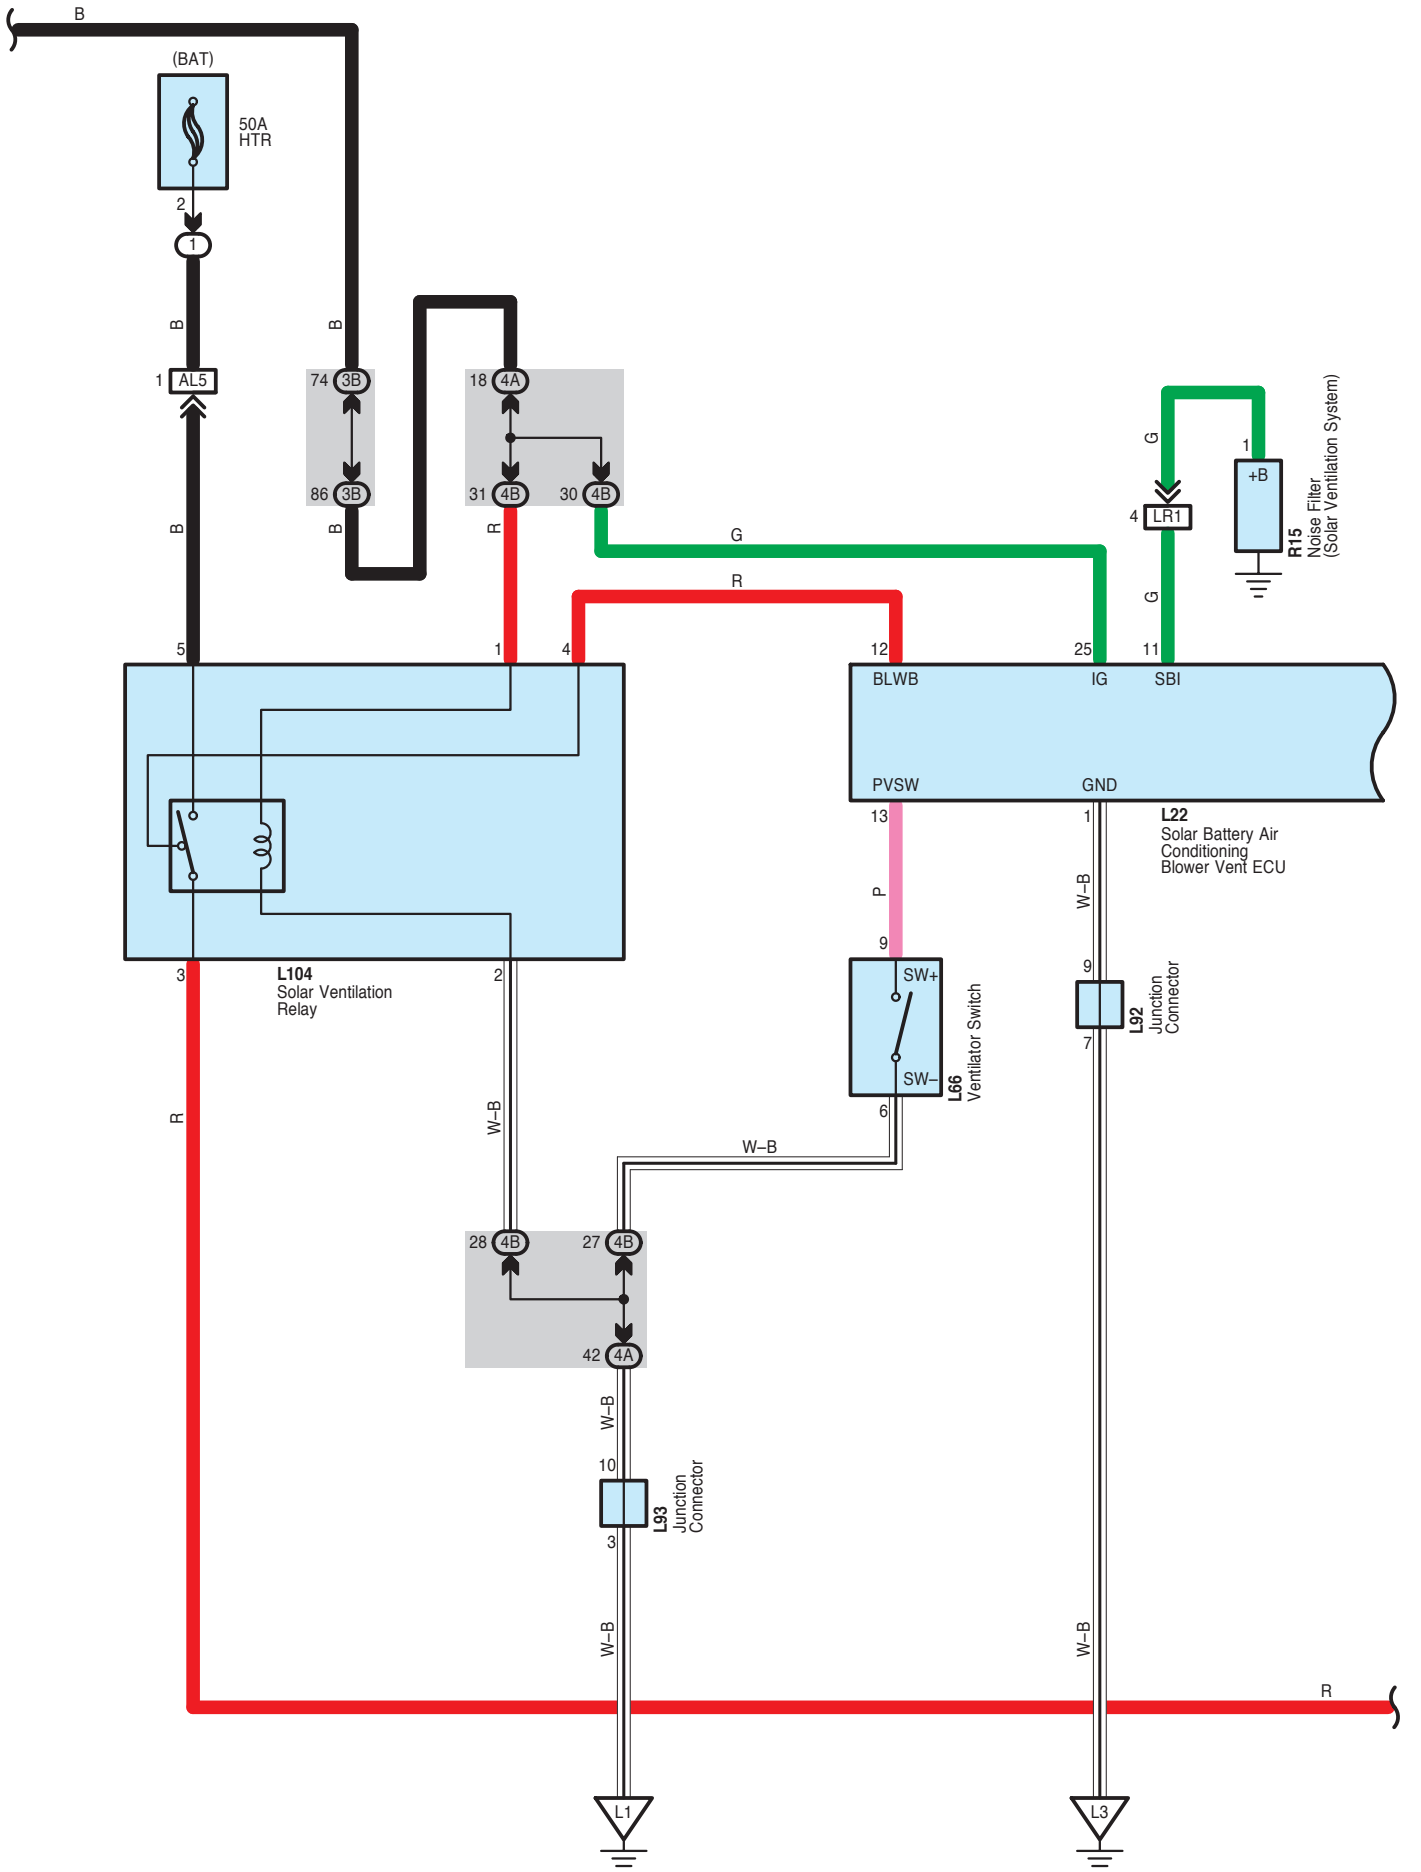 B
(BAT)
50A
HTR
2
1
B
B
1 AL5
74 3B
18 4A
86 3B
31 4B
30 4B
B
B
R
G
R
G
1
+B
4 LR1
G
R15
Noise Filter
(Solar Ventilation System)
5
1
4
12
25
11
BLWB
IG
SBI
PVSW
GND
13
1
L22
Solar Battery Air
Conditioning
Blower Vent ECU
P
W–B
9
9
SW+
SW–
L66
Ventilator Switch
L92
Junction
Connector
7
6
3
L104
Solar Ventilation
Relay
2
R
W–B
W–B
28 4B
27 4B
42 4A
W–B
10
L93
Junction
Connector
3
W–B
W–B
R
L1
L3